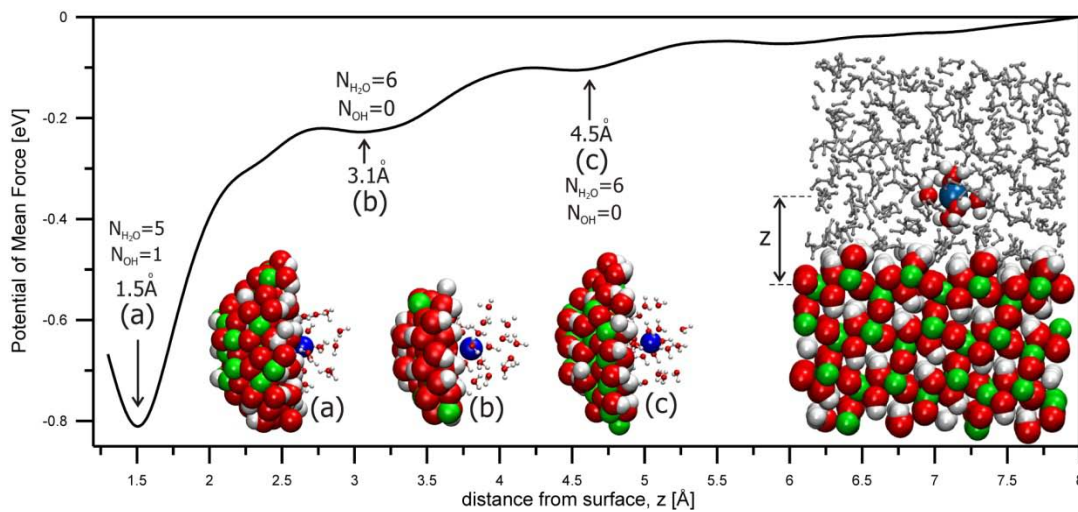 Potential of Mean Force [eV]
0
-0.2
-0.4
-0.6
-0.8
N_H₂O=5
N_OH=1
1.5Å
(a)
N_H₂O=6
N_OH=0
3.1Å
(b)
4.5Å
(c)
N_H₂O=6
N_OH=0
z
(a)
(b)
(c)
1.5
2
2.5
3
3.5
4
4.5
5
5.5
6
6.5
7
7.5
8
distance from surface, z [Å]